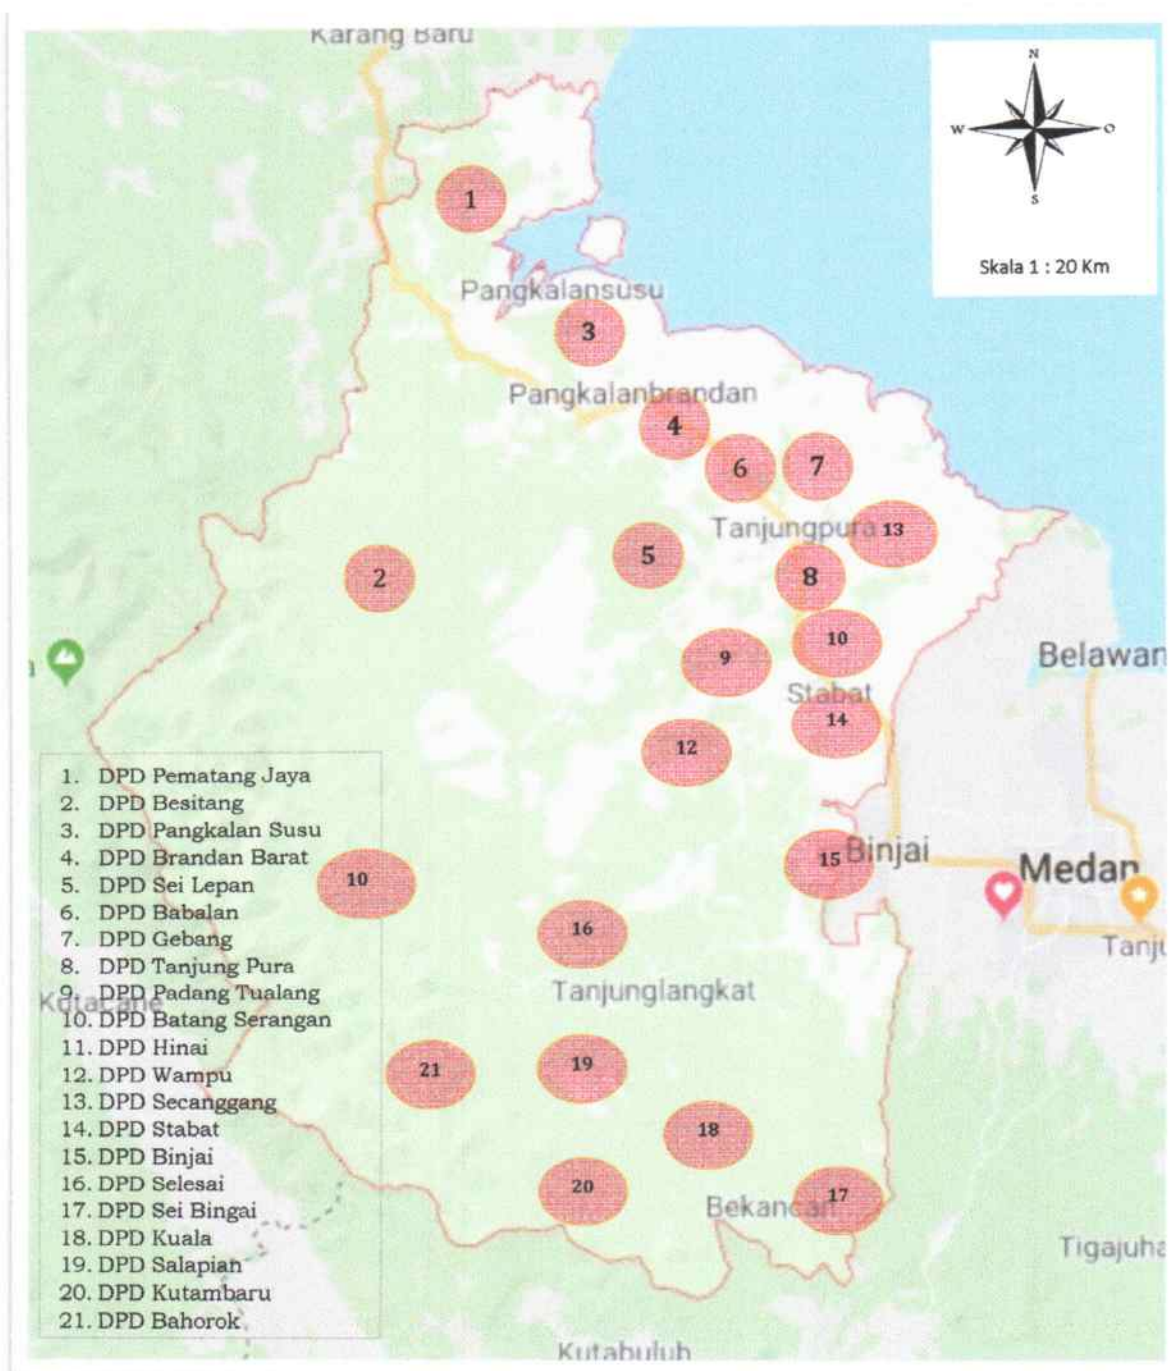 Karang Baru
N
W
O
S
Skala 1 : 20 Km
1
Pangkalansusu
3
Pangkalanbrandan
4
6
7
Tanjungpura
13
5
2
8
10
9
Belawan
Stabat
14
12
15
Binjai
Medan
10
16
Tanju
Tanjunglangkat
Kutacane
19
21
18
20
17
Bekancan
Tigajuha
Kutabuluh
1. DPD Pematang Jaya
2. DPD Besitang
3. DPD Pangkalan Susu
4. DPD Brandan Barat
5. DPD Sei Lepan
6. DPD Babalan
7. DPD Gebang
8. DPD Tanjung Pura
9. DPD Padang Tualang
10. DPD Batang Serangan
11. DPD Hinai
12. DPD Wampu
13. DPD Secanggang
14. DPD Stabat
15. DPD Binjai
16. DPD Selesai
17. DPD Sei Bingai
18. DPD Kuala
19. DPD Salapian
20. DPD Kutambaru
21. DPD Bahorok